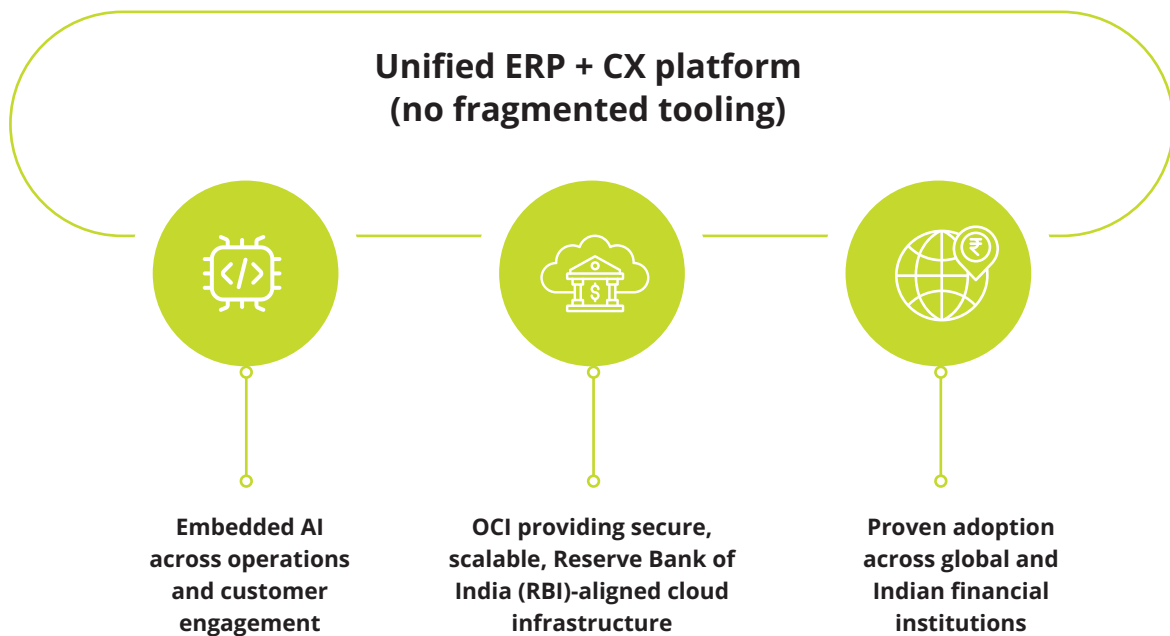 Unified ERP + CX platform
(no fragmented tooling)
</>
$
₹
Embedded AI
across operations
and customer
engagement
OCI providing secure,
scalable, Reserve Bank of
India (RBI)-aligned cloud
infrastructure
Proven adoption
across global and
Indian financial
institutions